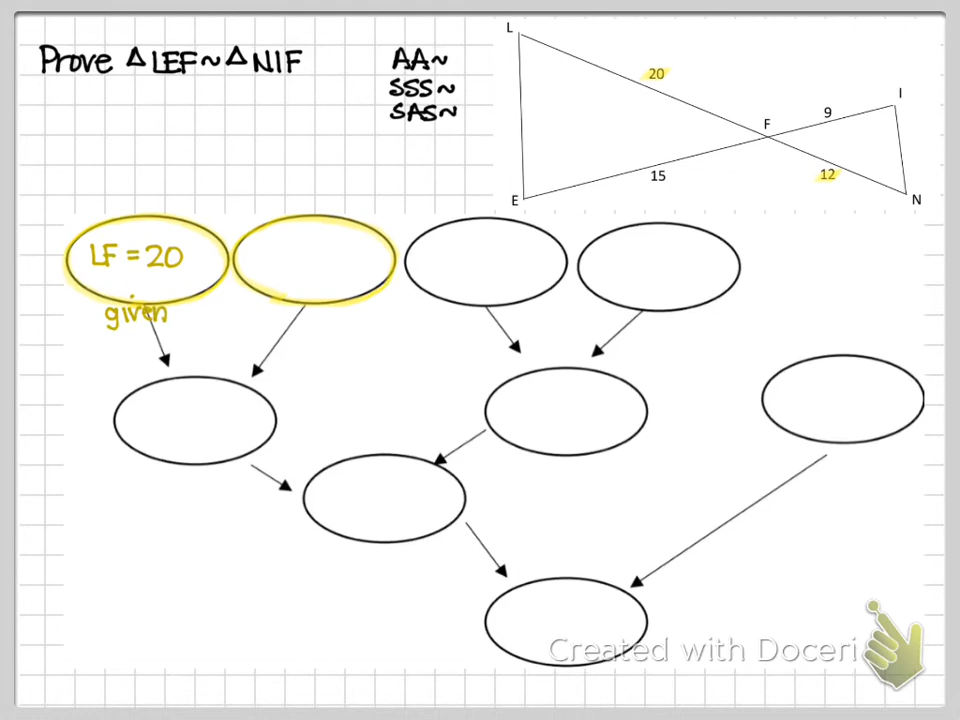 Prove △LEF~△NIF
AA~
SSS~
SAS~
L
20
I
9
F
15
12
E
N
LF = 20
given
Created with Doceri